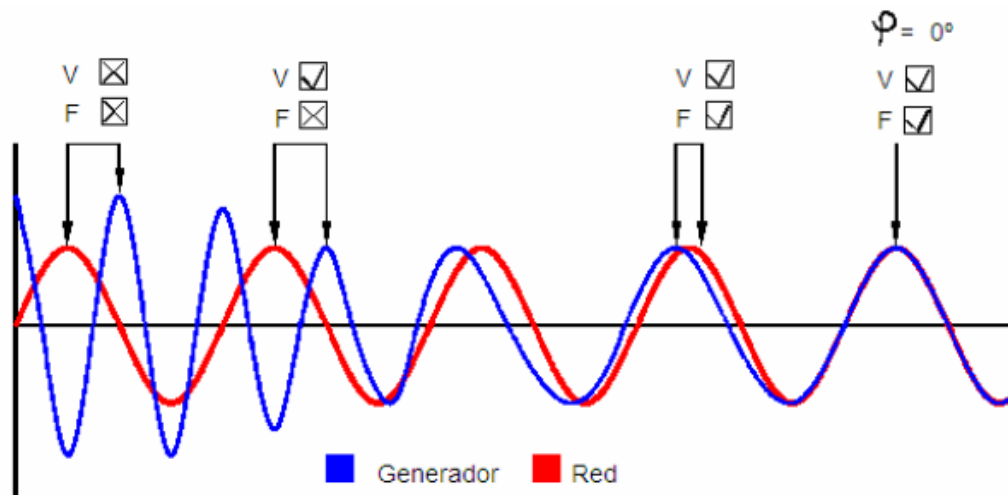 φ = 0º
V ☒
F ☒
V ☑
F ☒
V ☑
F ☑
V ☑
F ☑
Generador
Red